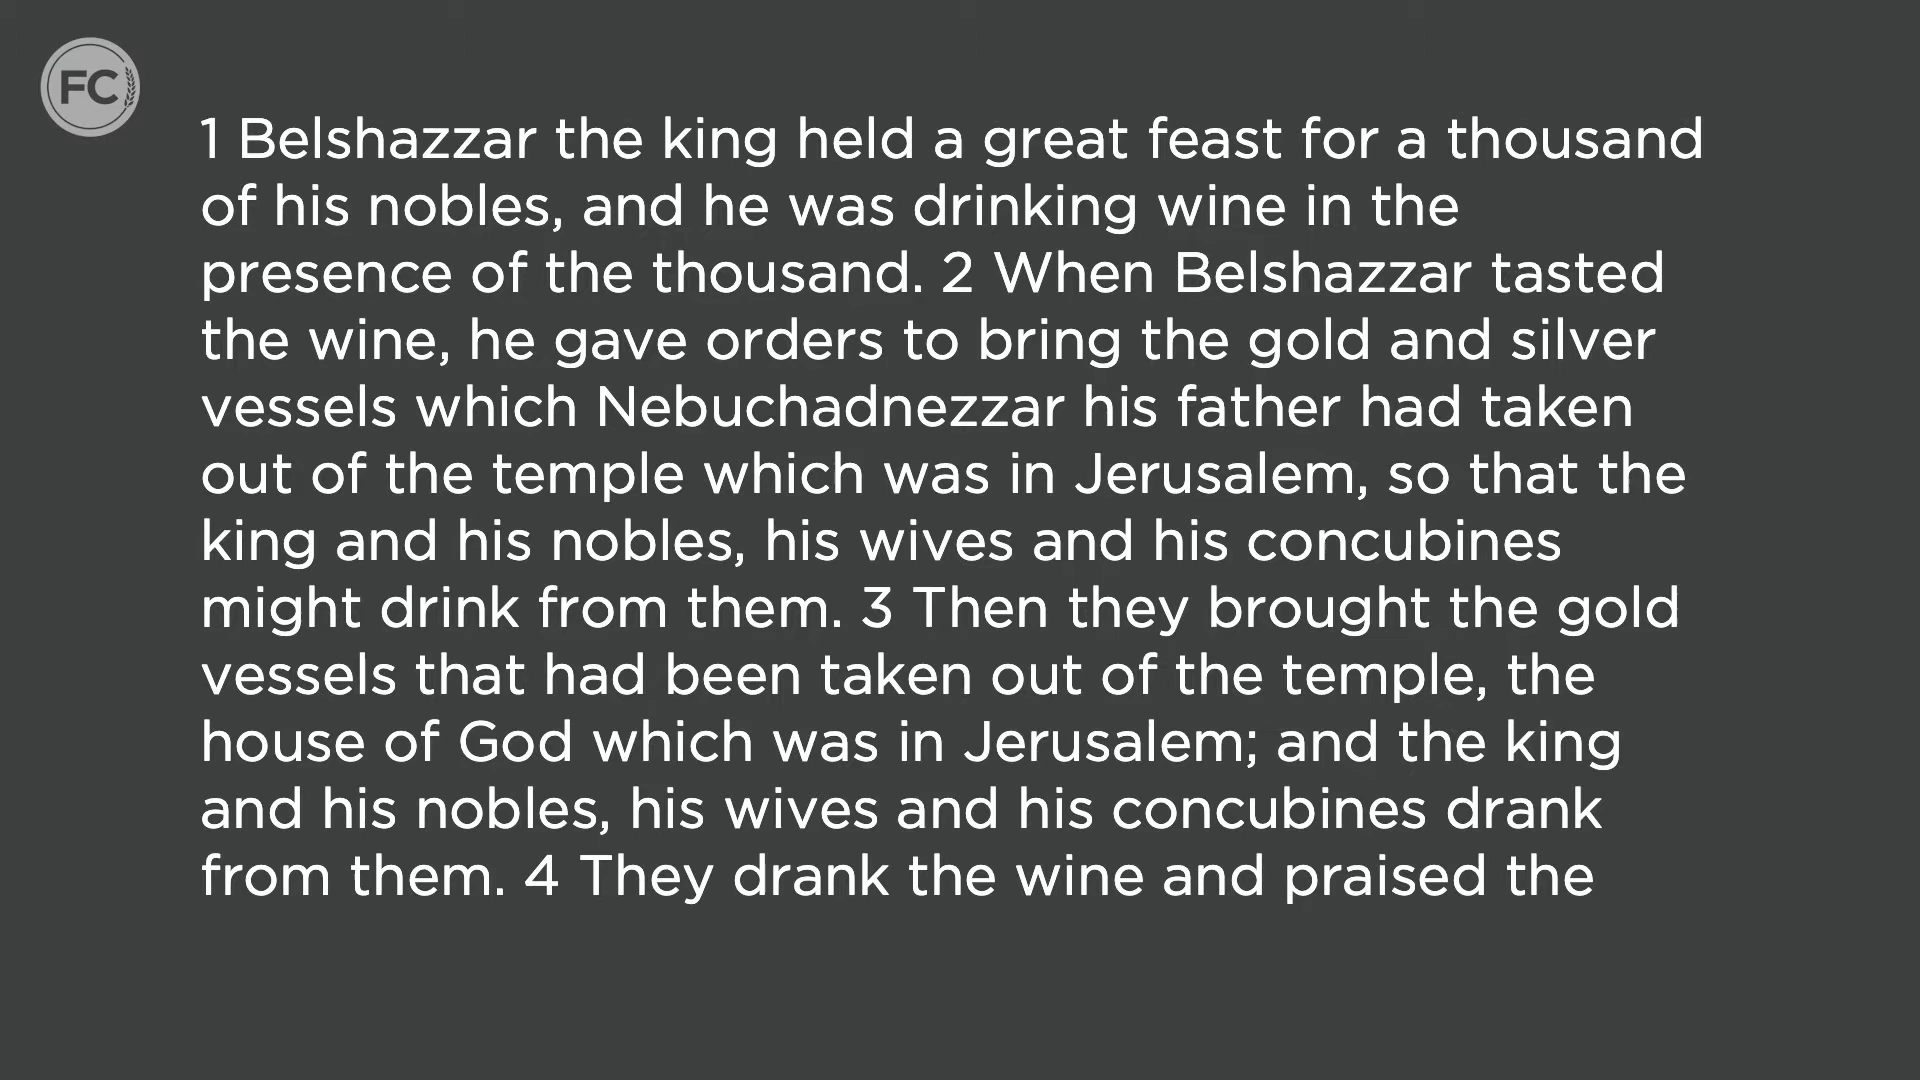 FC
1 Belshazzar the king held a great feast for a thousand
of his nobles, and he was drinking wine in the
presence of the thousand. 2 When Belshazzar tasted
the wine, he gave orders to bring the gold and silver
vessels which Nebuchadnezzar his father had taken
out of the temple which was in Jerusalem, so that the
king and his nobles, his wives and his concubines
might drink from them. 3 Then they brought the gold
vessels that had been taken out of the temple, the
house of God which was in Jerusalem; and the king
and his nobles, his wives and his concubines drank
from them. 4 They drank the wine and praised the